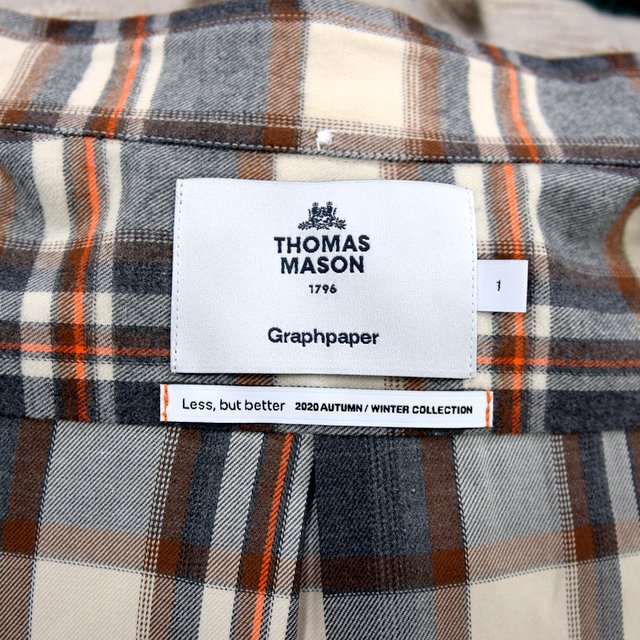 THOMAS
MASON
1796
Graphpaper
1
Less, but better 2020 AUTUMN / WINTER COLLECTION